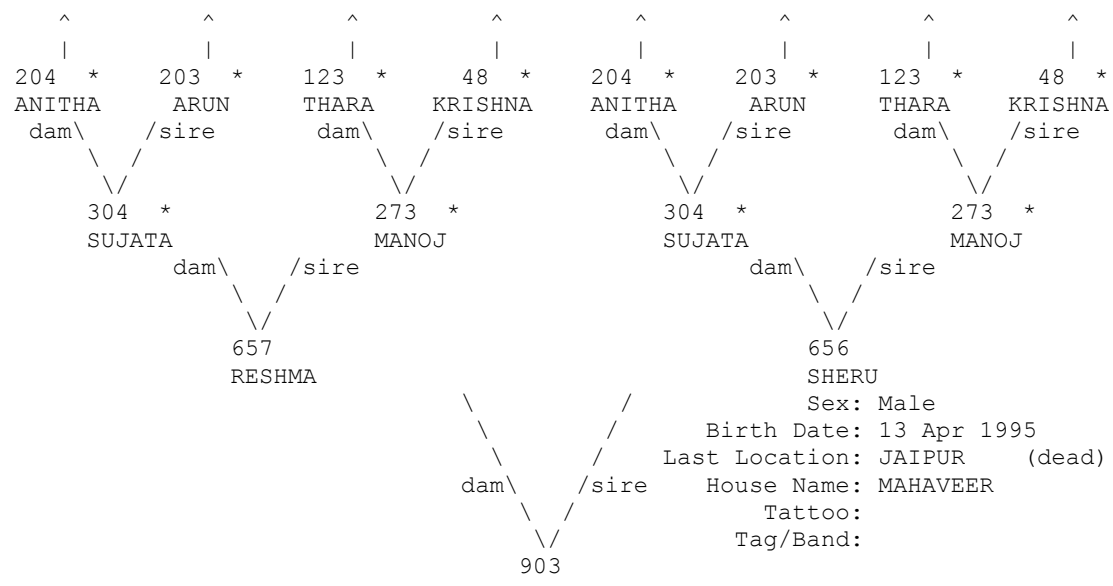 ^ ^ ^ ^ ^ ^ ^ ^
| | | | | | | |
204 * 203 * 123 * 48 * 204 * 203 * 123 * 48 *
ANITHA ARUN THARA KRISHNA ANITHA ARUN THARA KRISHNA
dam\ /sire dam\ /sire dam\ /sire dam\ /sire
\ / \ / \ / \ /
\/ \/ \/ \/
304 * 273 * 304 * 273 *
SUJATA MANOJ SUJATA MANOJ
dam\ /sire dam\ /sire
\ / \ /
\/ \/
657 656
RESHMA SHERU
\ / Sex: Male
\ / Birth Date: 13 Apr 1995
\ / Last Location: JAIPUR (dead)
dam\ /sire House Name: MAHAVEER
\ / Tattoo:
\/ Tag/Band:
903